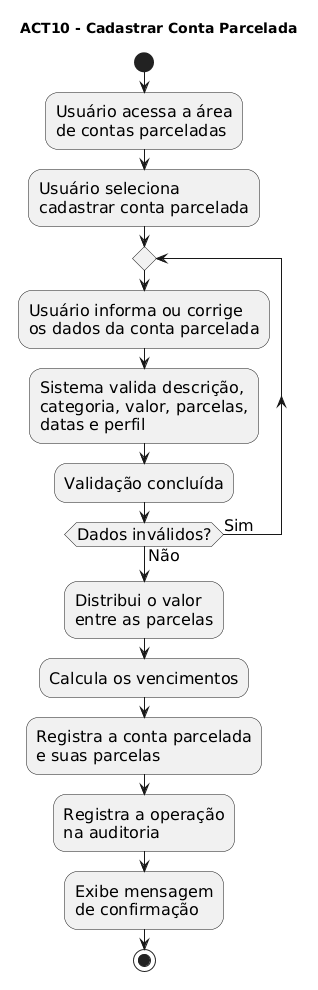 ACT10 - Cadastrar Conta Parcelada
Usuário acessa a área
de contas parceladas
Usuário seleciona
cadastrar conta parcelada
Usuário informa ou corrige
os dados da conta parcelada
Sistema valida descrição,
categoria, valor, parcelas,
datas e perfil
Validação concluída
Dados inválidos?
Sim
Não
Distribui o valor
entre as parcelas
Calcula os vencimentos
Registra a conta parcelada
e suas parcelas
Registra a operação
na auditoria
Exibe mensagem
de confirmação